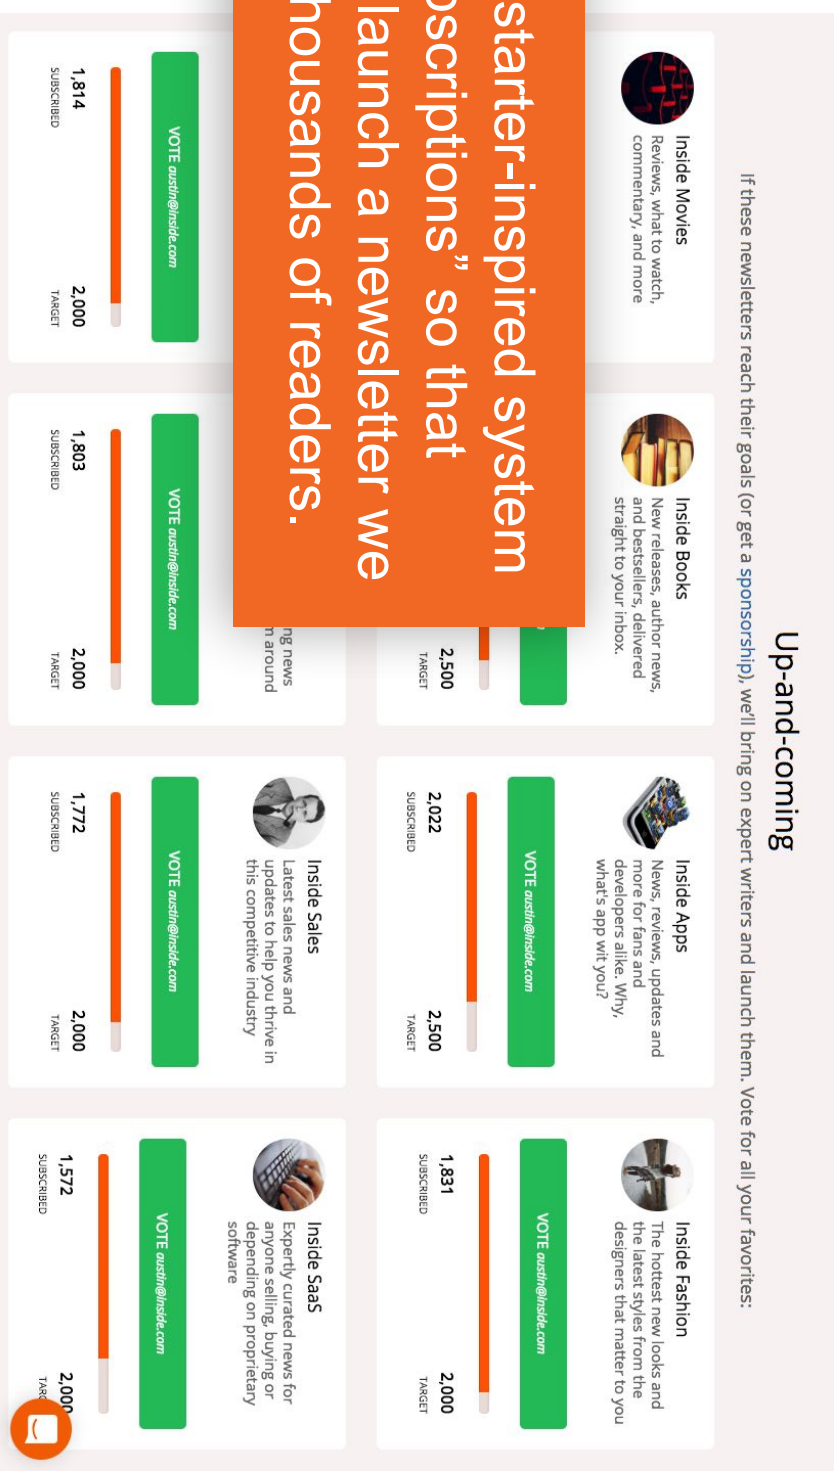 Up-and-coming
If these newsletters reach their goals (or get a sponsorship), we'll bring on expert writers and launch them. Vote for all your favorites:
Inside Movies
Reviews, what to watch,
commentary, and more
Inside Books
New releases, author news,
and bestsellers, delivered
straight to your inbox.
2,500
TARGET
Inside Apps
News, reviews, updates and
more for fans and
developers alike. Why,
what's app wit you?
VOTE austin@inside.com
2,022
SUBSCRIBED
2,500
TARGET
Inside Fashion
The hottest new looks and
the latest styles from the
designers that matter to you
VOTE austin@inside.com
1,831
SUBSCRIBED
2,000
TARGET
starter-inspired system
scriptions” so that
launch a newsletter we
housands of readers.
VOTE austin@inside.com
1,814
SUBSCRIBED
2,000
TARGET
ng news
m around
VOTE austin@inside.com
1,803
SUBSCRIBED
2,000
TARGET
Inside Sales
Latest sales news and
updates to help you thrive in
this competitive industry
VOTE austin@inside.com
1,772
SUBSCRIBED
2,000
TARGET
Inside SaaS
Expertly curated news for
anyone selling, buying or
depending on proprietary
software
VOTE austin@inside.com
1,572
SUBSCRIBED
2,000
TARG